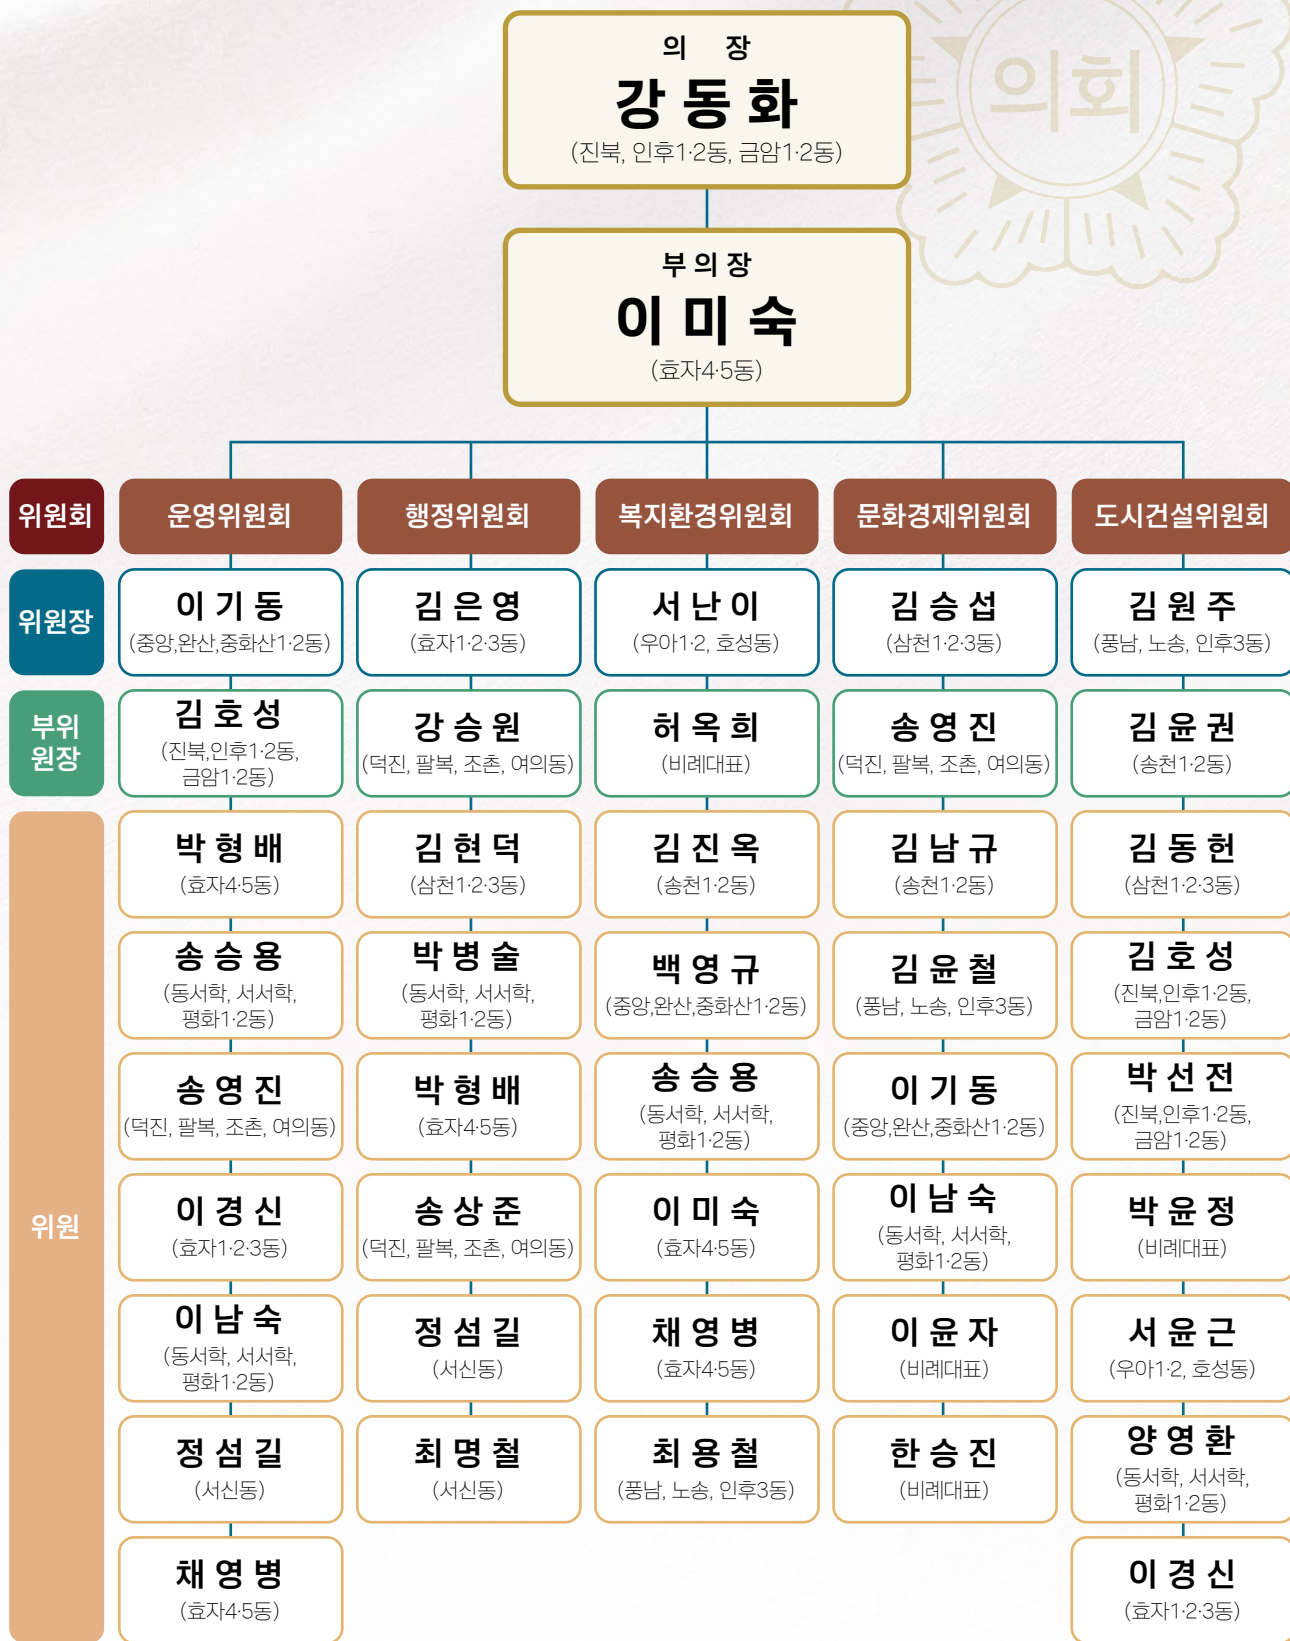 의회
의 장
강동화
(진북, 인후1·2동, 금암1·2동)
부의장
이미숙
(효자4·5동)
위원회
운영위원회
행정위원회
복지환경위원회
문화경제위원회
도시건설위원회
위원장
이기동
(중앙,완산,중화산1·2동)
김은영
(효자1·2·3동)
서난이
(우아1·2, 호성동)
김승섭
(삼천1·2·3동)
김원주
(풍남, 노송, 인후3동)
부위
원장
김호성
(진북,인후1·2동,
금암1·2동)
강승원
(덕진, 팔복, 조촌, 여의동)
허옥희
(비례대표)
송영진
(덕진, 팔복, 조촌, 여의동)
김윤권
(송천1·2동)
위원
박형배
(효자4·5동)
김현덕
(삼천1·2·3동)
김진옥
(송천1·2동)
김남규
(송천1·2동)
김동헌
(삼천1·2·3동)
송승용
(동서학, 서서학,
평화1·2동)
박병술
(동서학, 서서학,
평화1·2동)
백영규
(중앙,완산,중화산1·2동)
김윤철
(풍남, 노송, 인후3동)
김호성
(진북,인후1·2동,
금암1·2동)
송영진
(덕진, 팔복, 조촌, 여의동)
박형배
(효자4·5동)
송승용
(동서학, 서서학,
평화1·2동)
이기동
(중앙,완산,중화산1·2동)
박선전
(진북,인후1·2동,
금암1·2동)
이경신
(효자1·2·3동)
송상준
(덕진, 팔복, 조촌, 여의동)
이미숙
(효자4·5동)
이남숙
(동서학, 서서학,
평화1·2동)
박윤정
(비례대표)
이남숙
(동서학, 서서학,
평화1·2동)
정섬길
(서신동)
채영병
(효자4·5동)
이윤자
(비례대표)
서윤근
(우아1·2, 호성동)
정섬길
(서신동)
최명철
(서신동)
최용철
(풍남, 노송, 인후3동)
한승진
(비례대표)
양영환
(동서학, 서서학,
평화1·2동)
채영병
(효자4·5동)
이경신
(효자1·2·3동)